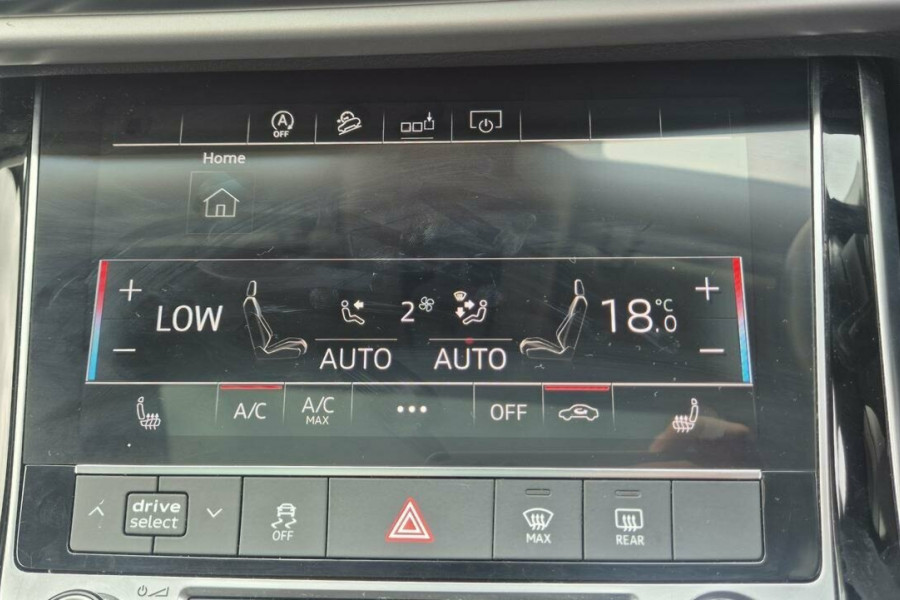 A
OFF
Home
LOW
2
18.0 °C
AUTO
AUTO
A/C
A/C
MAX
OFF
drive
select
OFF
MAX
REAR